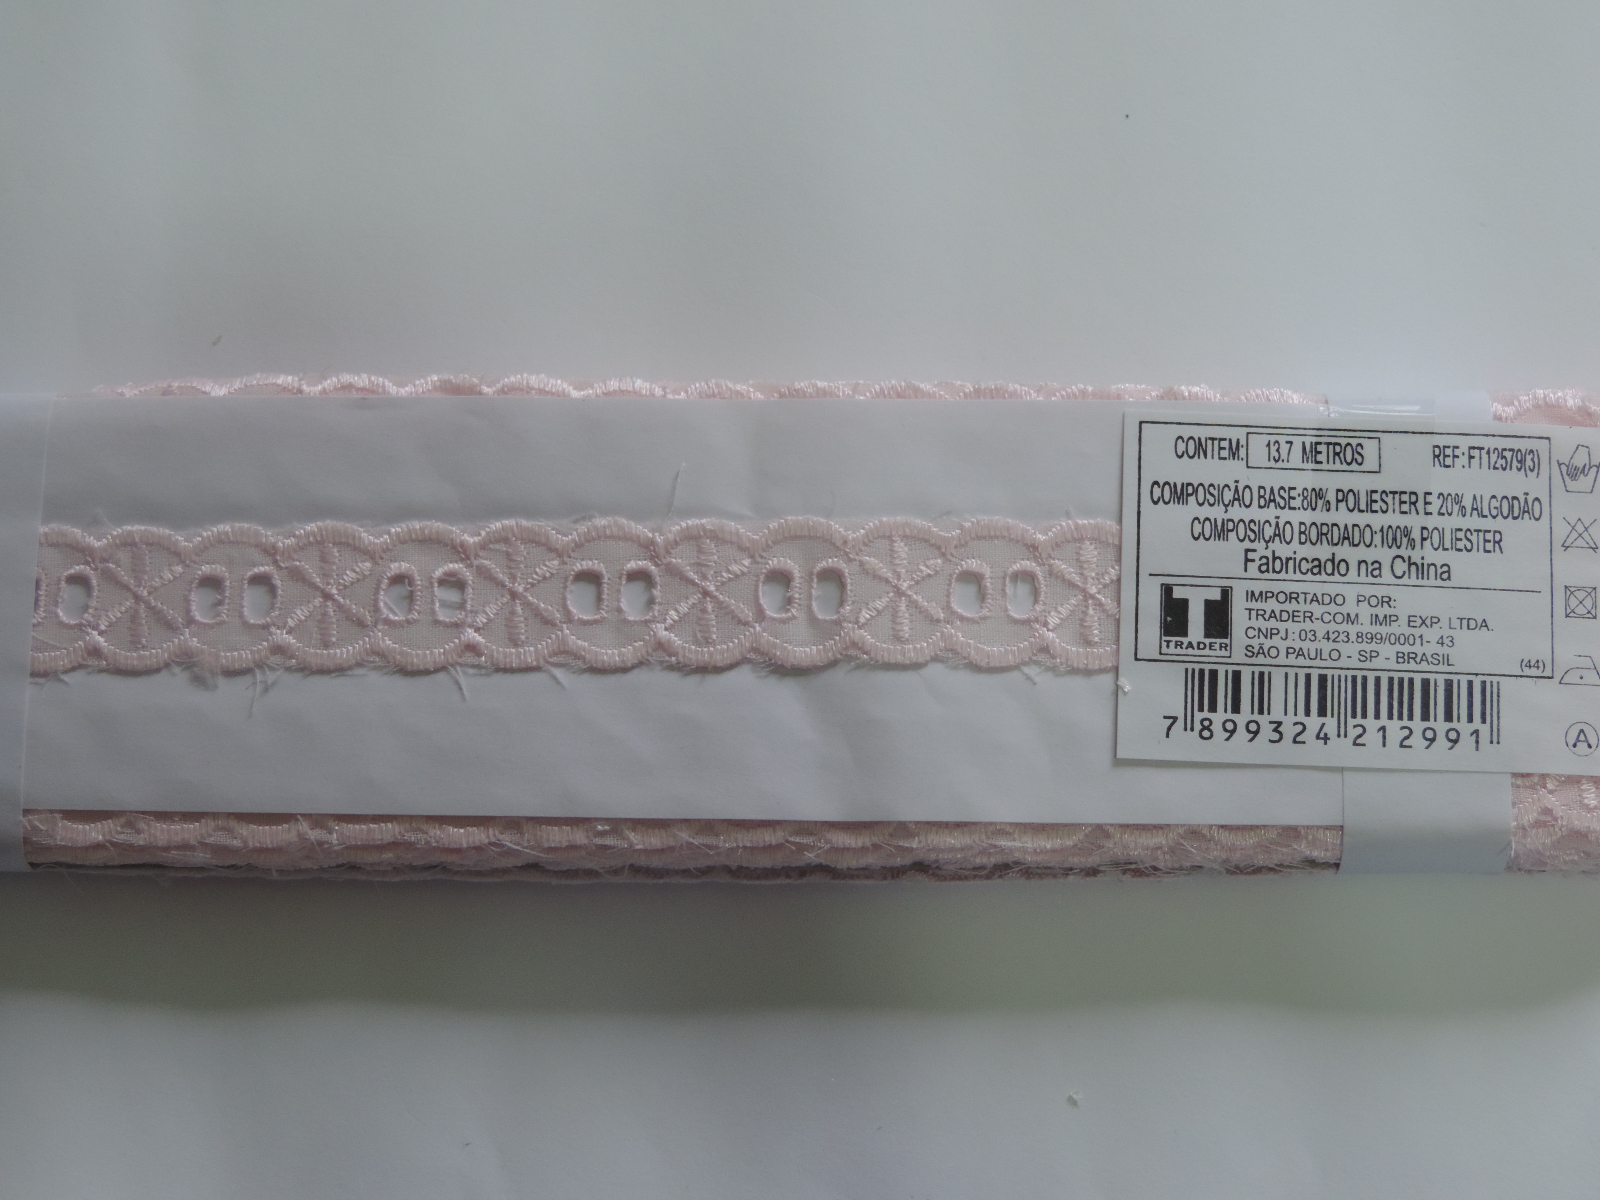 CONTEM: 13.7 METROS REF:FT12579(3)
COMPOSIÇÃO BASE:80% POLIESTER E 20% ALGODÃO
COMPOSIÇÃO BORDADO:100% POLIESTER
Fabricado na China
T
TRADER
IMPORTADO POR:
TRADER-COM. IMP. EXP. LTDA.
CNPJ:03.423.899/0001-43
SÃO PAULO - SP - BRASIL
(44)
7 899324 212991
A